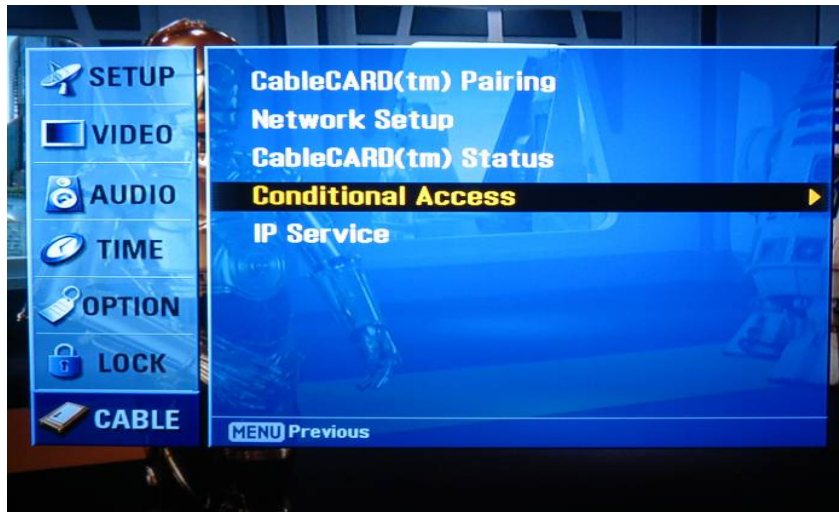 SETUP
VIDEO
AUDIO
TIME
OPTION
LOCK
CABLE
CableCARD(tm) Pairing
Network Setup
CableCARD(tm) Status
Conditional Access
IP Service
MENU Previous